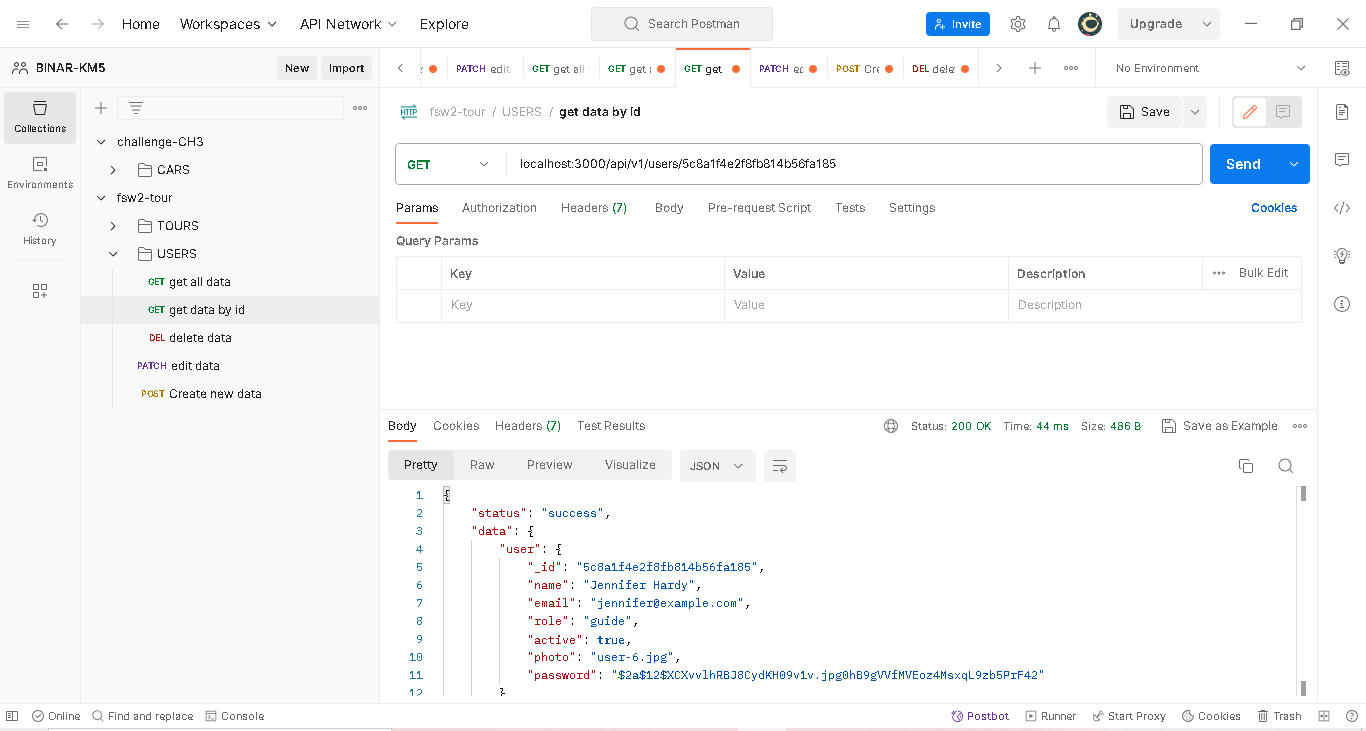 Home Workspaces API Network Explore Search Postman Invite Upgrade
BINAR-KM5 New Import PATCH edit GET get all GET get GET get PATCH POST DEL No Environment
Collections
Environments
History
challenge-CH3
CARS
fsw2-tour
TOURS
USERS
GET get all data
GET get data by id
DEL delete data
PATCH edit data
POST Create new data
HTTP fsw2-tour / USERS / get data by id Save
GET localhost:3000/api/v1/users/5c8a1f4e2f8fb814b56fa185 Send
Params Authorization Headers (7) Body Pre-request Script Tests Settings Cookies
Query Params
Key Value Description Bulk Edit
Key Value Description
Body Cookies Headers (7) Test Results Status: 200 OK Time: 44 ms Size: 486 B Save as Example
Pretty Raw Preview Visualize JSON
1 {
2 "status": "success",
3 "data": {
4 "user": {
5 "_id": "5c8a1f4e2f8fb814b56fa185",
6 "name": "Jennifer Hardy",
7 "email": "jennifer@example.com",
8 "role": "guide",
9 "active": true,
10 "photo": "user-6.jpg",
11 "password": "$2a$12$XCXvvlhRBJ8CydKH09v1v.jpg0hB9gVVfMVEoz4MsxqL9zb5PrF42"
12 }
Online Find and replace Console Postbot Runner Start Proxy Cookies Trash